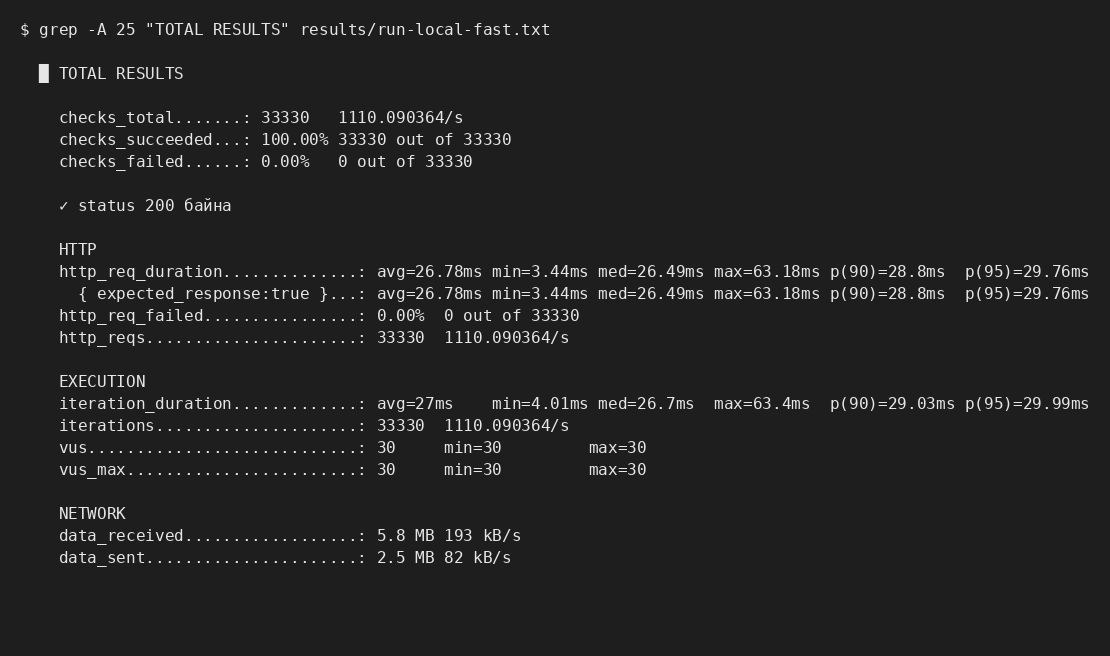 $ grep -A 25 "TOTAL RESULTS" results/run-local-fast.txt
█ TOTAL RESULTS
checks_total.......: 33330   1110.090364/s
checks_succeeded...: 100.00% 33330 out of 33330
checks_failed......: 0.00%   0 out of 33330
✓ status 200 байна
HTTP
http_req_duration..............: avg=26.78ms min=3.44ms med=26.49ms max=63.18ms p(90)=28.8ms  p(95)=29.76ms
{ expected_response:true }...: avg=26.78ms min=3.44ms med=26.49ms max=63.18ms p(90)=28.8ms  p(95)=29.76ms
http_req_failed................: 0.00%  0 out of 33330
http_reqs......................: 33330  1110.090364/s
EXECUTION
iteration_duration.............: avg=27ms    min=4.01ms med=26.7ms  max=63.4ms  p(90)=29.03ms p(95)=29.99ms
iterations.....................: 33330  1110.090364/s
vus............................: 30     min=30         max=30
vus_max........................: 30     min=30         max=30
NETWORK
data_received..................: 5.8 MB 193 kB/s
data_sent......................: 2.5 MB 82 kB/s